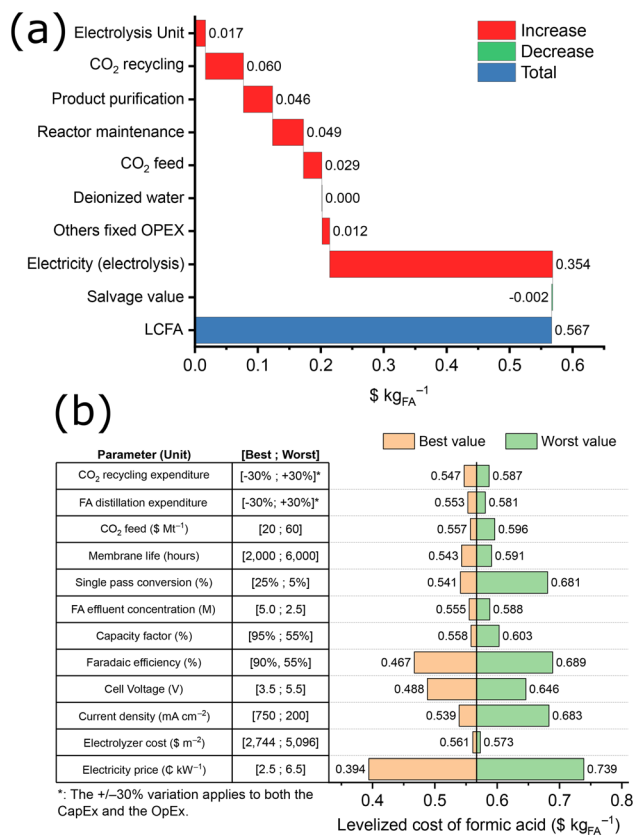 (a)
Increase
Decrease
Total
Electrolysis Unit 0.017
CO₂ recycling 0.060
Product purification 0.046
Reactor maintenance 0.049
CO₂ feed 0.029
Deionized water 0.000
Others fixed OPEX 0.012
Electricity (electrolysis) 0.354
Salvage value -0.002
LCFA 0.567
0.0 0.1 0.2 0.3 0.4 0.5 0.6
$ kg_FA⁻¹
(b)
Best value Worst value
Parameter (Unit) [Best ; Worst]
CO₂ recycling expenditure [-30% ; +30%]* 0.547 0.587
FA distillation expenditure [-30%; +30%]* 0.553 0.581
CO₂ feed ($ Mt⁻¹) [20 ; 60] 0.557 0.596
Membrane life (hours) [2,000 ; 6,000] 0.543 0.591
Single pass conversion (%) [25% ; 5%] 0.541 0.681
FA effluent concentration (M) [5.0 ; 2.5] 0.555 0.588
Capacity factor (%) [95% ; 55%] 0.558 0.603
Faradaic efficiency (%) [90%, 55%] 0.467 0.689
Cell Voltage (V) [3.5 ; 5.5] 0.488 0.646
Current density (mA cm⁻²) [750 ; 200] 0.539 0.683
Electrolyzer cost ($ m⁻²) [2,744 ; 5,096] 0.561 0.573
Electricity price (₵ kW⁻¹) [2.5 ; 6.5] 0.394 0.739
*: The +/–30% variation applies to both the
CapEx and the OpEx.
0.4 0.5 0.6 0.7 0.8
Levelized cost of formic acid ($ kg_FA⁻¹)